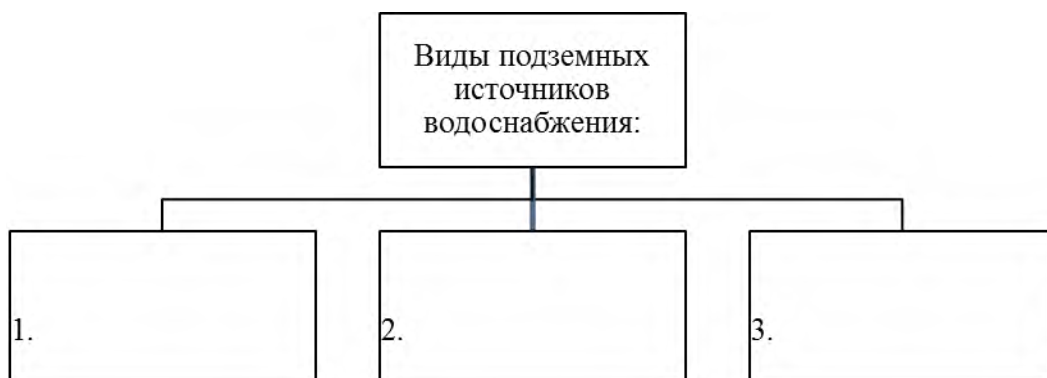 Виды подземных
источников
водоснабжения:
1.
2.
3.